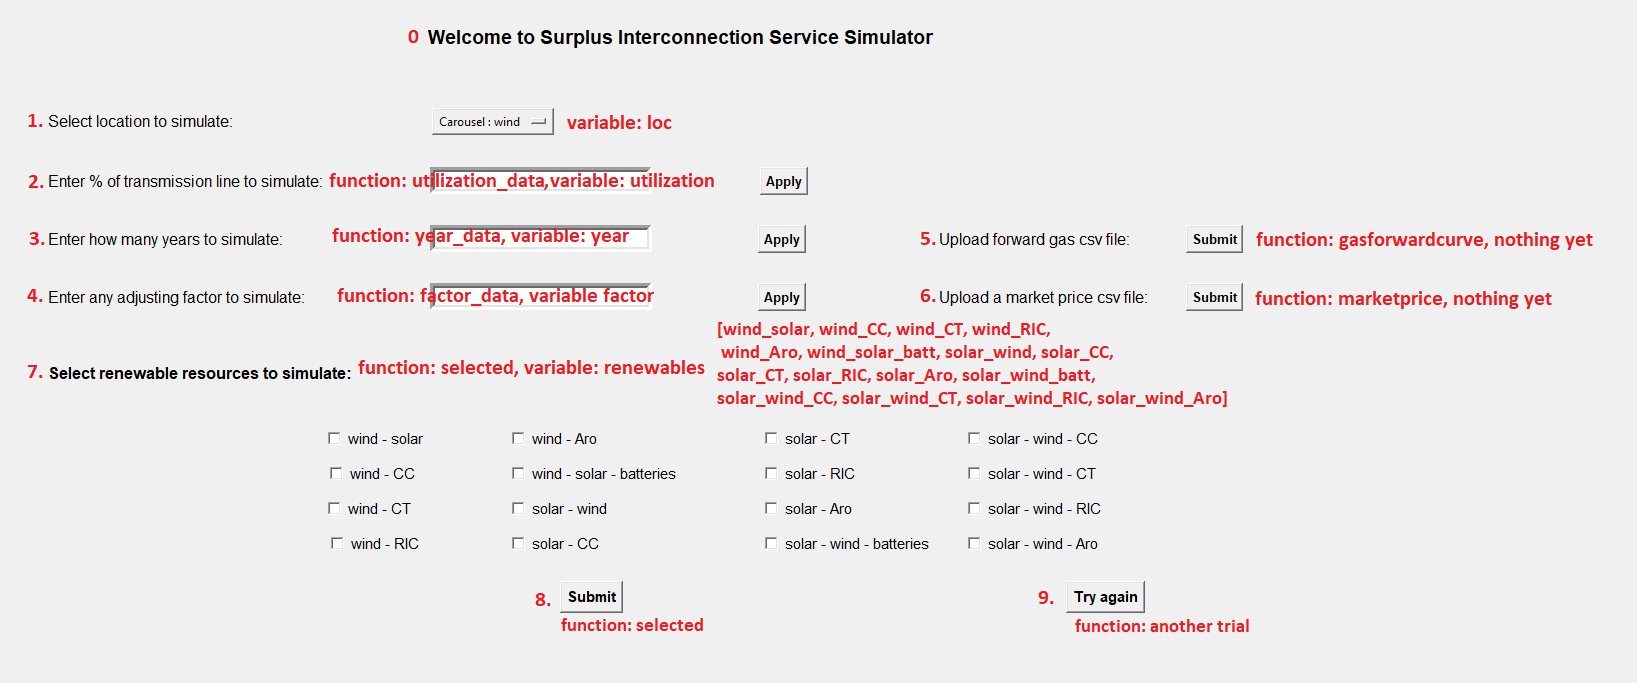 0 Welcome to Surplus Interconnection Service Simulator
1. Select location to simulate: Carousel : wind variable: loc
2. Enter % of transmission line to simulate: function: utilization_data,variable: utilization Apply
3. Enter how many years to simulate: function: year_data, variable: year Apply 5. Upload forward gas csv file: Submit function: gasforwardcurve, nothing yet
4. Enter any adjusting factor to simulate: function: factor_data, variable factor Apply 6. Upload a market price csv file: Submit function: marketprice, nothing yet
7. Select renewable resources to simulate: function: selected, variable: renewables
[wind_solar, wind_CC, wind_CT, wind_RIC,
wind_Aro, wind_solar_batt, solar_wind, solar_CC,
solar_CT, solar_RIC, solar_Aro, solar_wind_batt,
solar_wind_CC, solar_wind_CT, solar_wind_RIC, solar_wind_Aro]
wind - solar wind - Aro solar - CT solar - wind - CC
wind - CC wind - solar - batteries solar - RIC solar - wind - CT
wind - CT solar - wind solar - Aro solar - wind - RIC
wind - RIC solar - CC solar - wind - batteries solar - wind - Aro
8. Submit 9. Try again
function: selected function: another trial